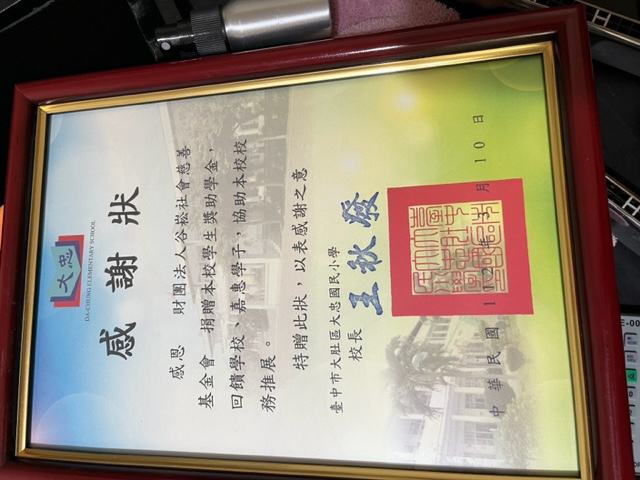 大忠
DA-CHUNG ELEMENTARY SCHOOL
感謝狀
感恩 財團法人谷崧社會慈善
基金會 捐贈本校學生獎助學金,
回饋學校、嘉惠學子,協助本校校
務推展。
特贈此狀,以表感謝之意
臺中市大肚區大忠國民小學
校長 王秋發
中華民國 112年 月 10 日